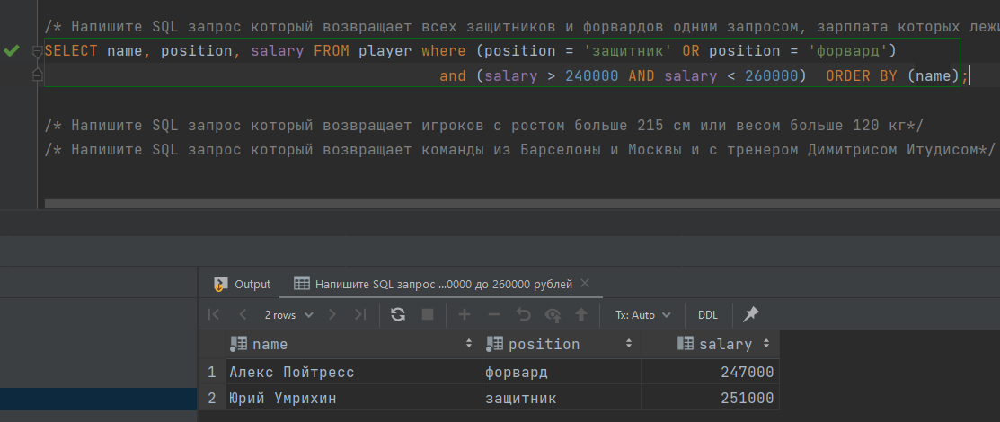 /* Напишите SQL запрос который возвращает всех защитников и форвардов одним запросом, зарплата которых
SELECT name, position, salary FROM player where (position = 'защитник' OR position = 'форвард')
and (salary > 240000 AND salary < 260000) ORDER BY (name);
/* Напишите SQL запрос который возвращает игроков с ростом больше 215 см или весом больше 120 кг*/
/* Напишите SQL запрос который возвращает команды из Барселоны и Москвы и с тренером Димитрисом Итудисом*/
Output
Напишите SQL запрос ...0000 до 260000 рублей
2 rows
Tx: Auto
DDL
name position salary
1 Алекс Пойтресс форвард 247000
2 Юрий Умрихин защитник 251000